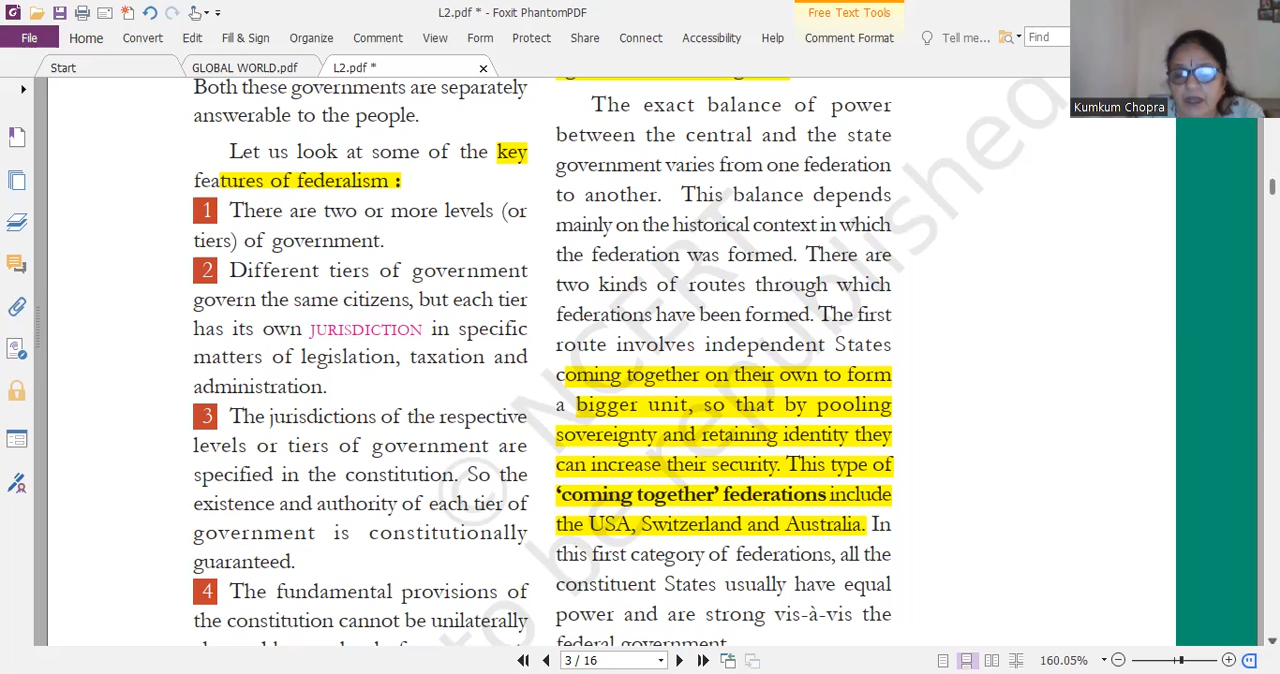 L2.pdf * - Foxit PhantomPDF
Free Text Tools
File Home Convert Edit Fill & Sign Organize Comment View Form Protect Share Connect Accessibility Help Comment Format Tell me... Find
Start GLOBAL WORLD.pdf L2.pdf *
Kumkum Chopra
Both these governments are separately
answerable to the people.
Let us look at some of the key
features of federalism :
1 There are two or more levels (or
tiers) of government.
2 Different tiers of government
govern the same citizens, but each tier
has its own JURISDICTION in specific
matters of legislation, taxation and
administration.
3 The jurisdictions of the respective
levels or tiers of government are
specified in the constitution. So the
existence and authority of each tier of
government is constitutionally
guaranteed.
4 The fundamental provisions of
the constitution cannot be unilaterally
The exact balance of power
between the central and the state
government varies from one federation
to another. This balance depends
mainly on the historical context in which
the federation was formed. There are
two kinds of routes through which
federations have been formed. The first
route involves independent States
coming together on their own to form
a bigger unit, so that by pooling
sovereignty and retaining identity they
can increase their security. This type of
‘coming together’ federations include
the USA, Switzerland and Australia. In
this first category of federations, all the
constituent States usually have equal
power and are strong vis-à-vis the
federal government.
© NCERT
to be republished
3 / 16
160.05%